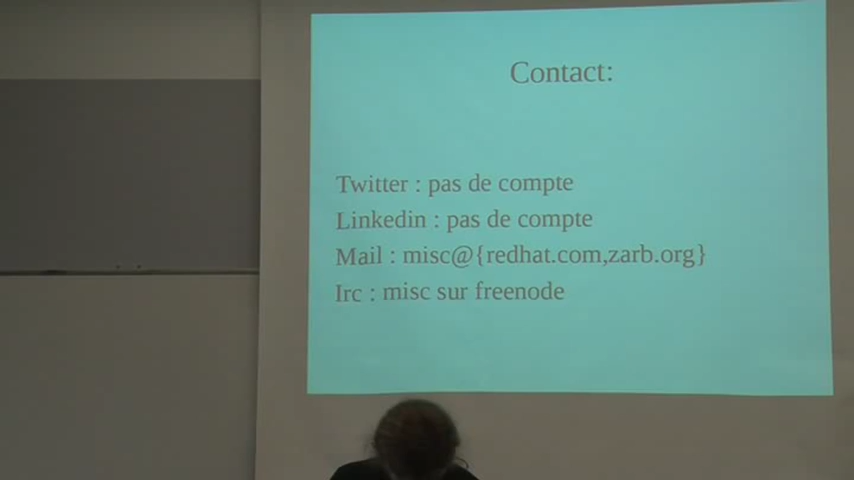 Contact:
Twitter : pas de compte
Linkedin : pas de compte
Mail : misc@{redhat.com,zarb.org}
Irc : misc sur freenode